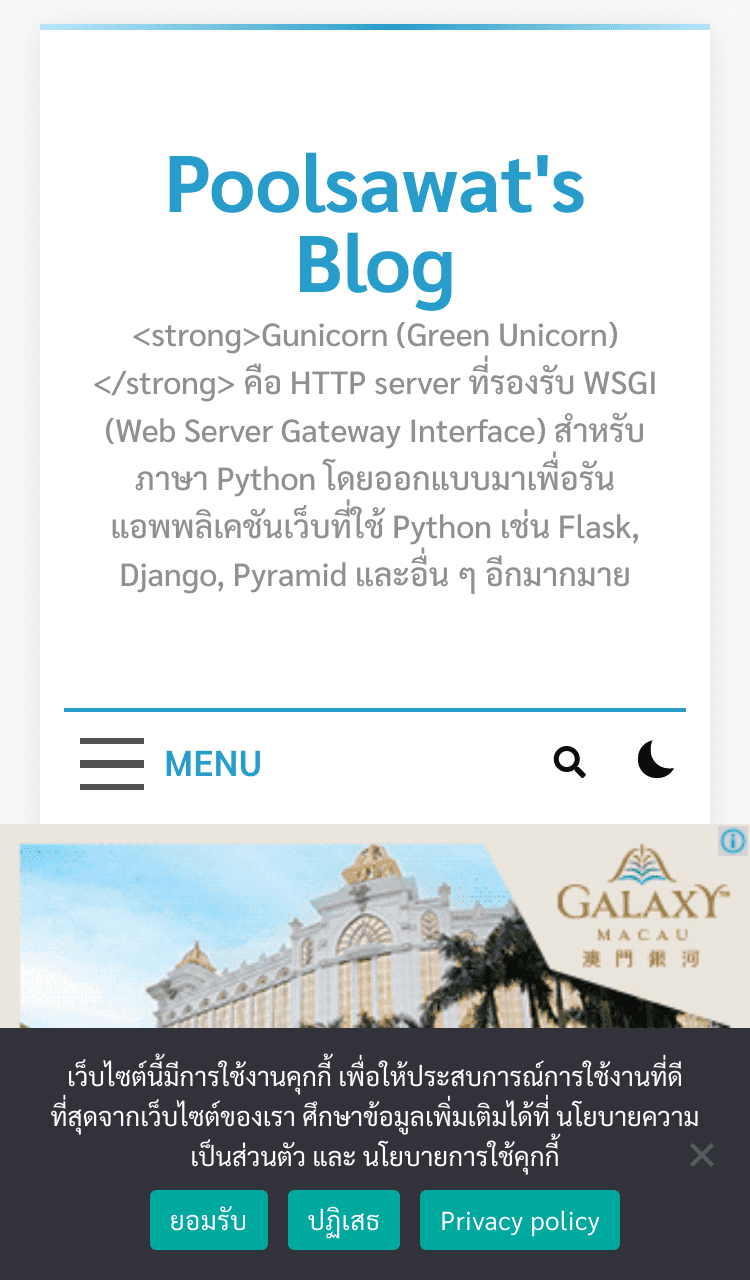 Poolsawat's
Blog
<strong>Gunicorn (Green Unicorn)
</strong> คือ HTTP server ที่รองรับ WSGI
(Web Server Gateway Interface) สำหรับ
ภาษา Python โดยออกแบบมาเพื่อรัน
แอพพลิเคชันเว็บที่ใช้ Python เช่น Flask,
Django, Pyramid และอื่น ๆ อีกมากมาย
MENU
GALAXY™
MACAU
澳門銀河
เว็บไซต์นี้มีการใช้งานคุกกี้ เพื่อให้ประสบการณ์การใช้งานที่ดี
ที่สุดจากเว็บไซต์ของเรา ศึกษาข้อมูลเพิ่มเติมได้ที่ นโยบายความ
เป็นส่วนตัว และ นโยบายการใช้คุกกี้
ยอมรับ ปฏิเสธ Privacy policy